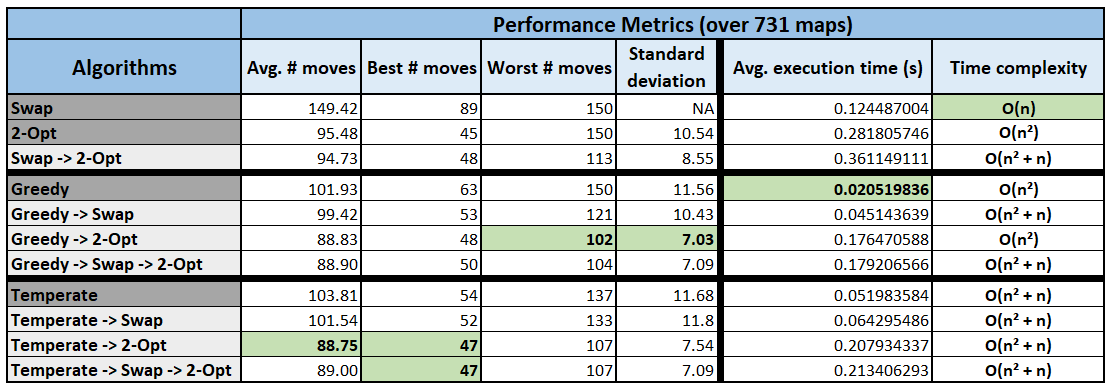 Performance Metrics (over 731 maps)
Algorithms Avg. # moves Best # moves Worst # moves Standard deviation Avg. execution time (s) Time complexity
Swap 149.42 89 150 NA 0.124487004 O(n)
2-Opt 95.48 45 150 10.54 0.281805746 O(n²)
Swap -> 2-Opt 94.73 48 113 8.55 0.361149111 O(n² + n)
Greedy 101.93 63 150 11.56 0.020519836 O(n²)
Greedy -> Swap 99.42 53 121 10.43 0.045143639 O(n² + n)
Greedy -> 2-Opt 88.83 48 102 7.03 0.176470588 O(n²)
Greedy -> Swap -> 2-Opt 88.90 50 104 7.09 0.179206566 O(n² + n)
Temperate 103.81 54 137 11.68 0.051983584 O(n² + n)
Temperate -> Swap 101.54 52 133 11.8 0.064295486 O(n² + n)
Temperate -> 2-Opt 88.75 47 107 7.54 0.207934337 O(n² + n)
Temperate -> Swap -> 2-Opt 89.00 47 107 7.09 0.213406293 O(n² + n)